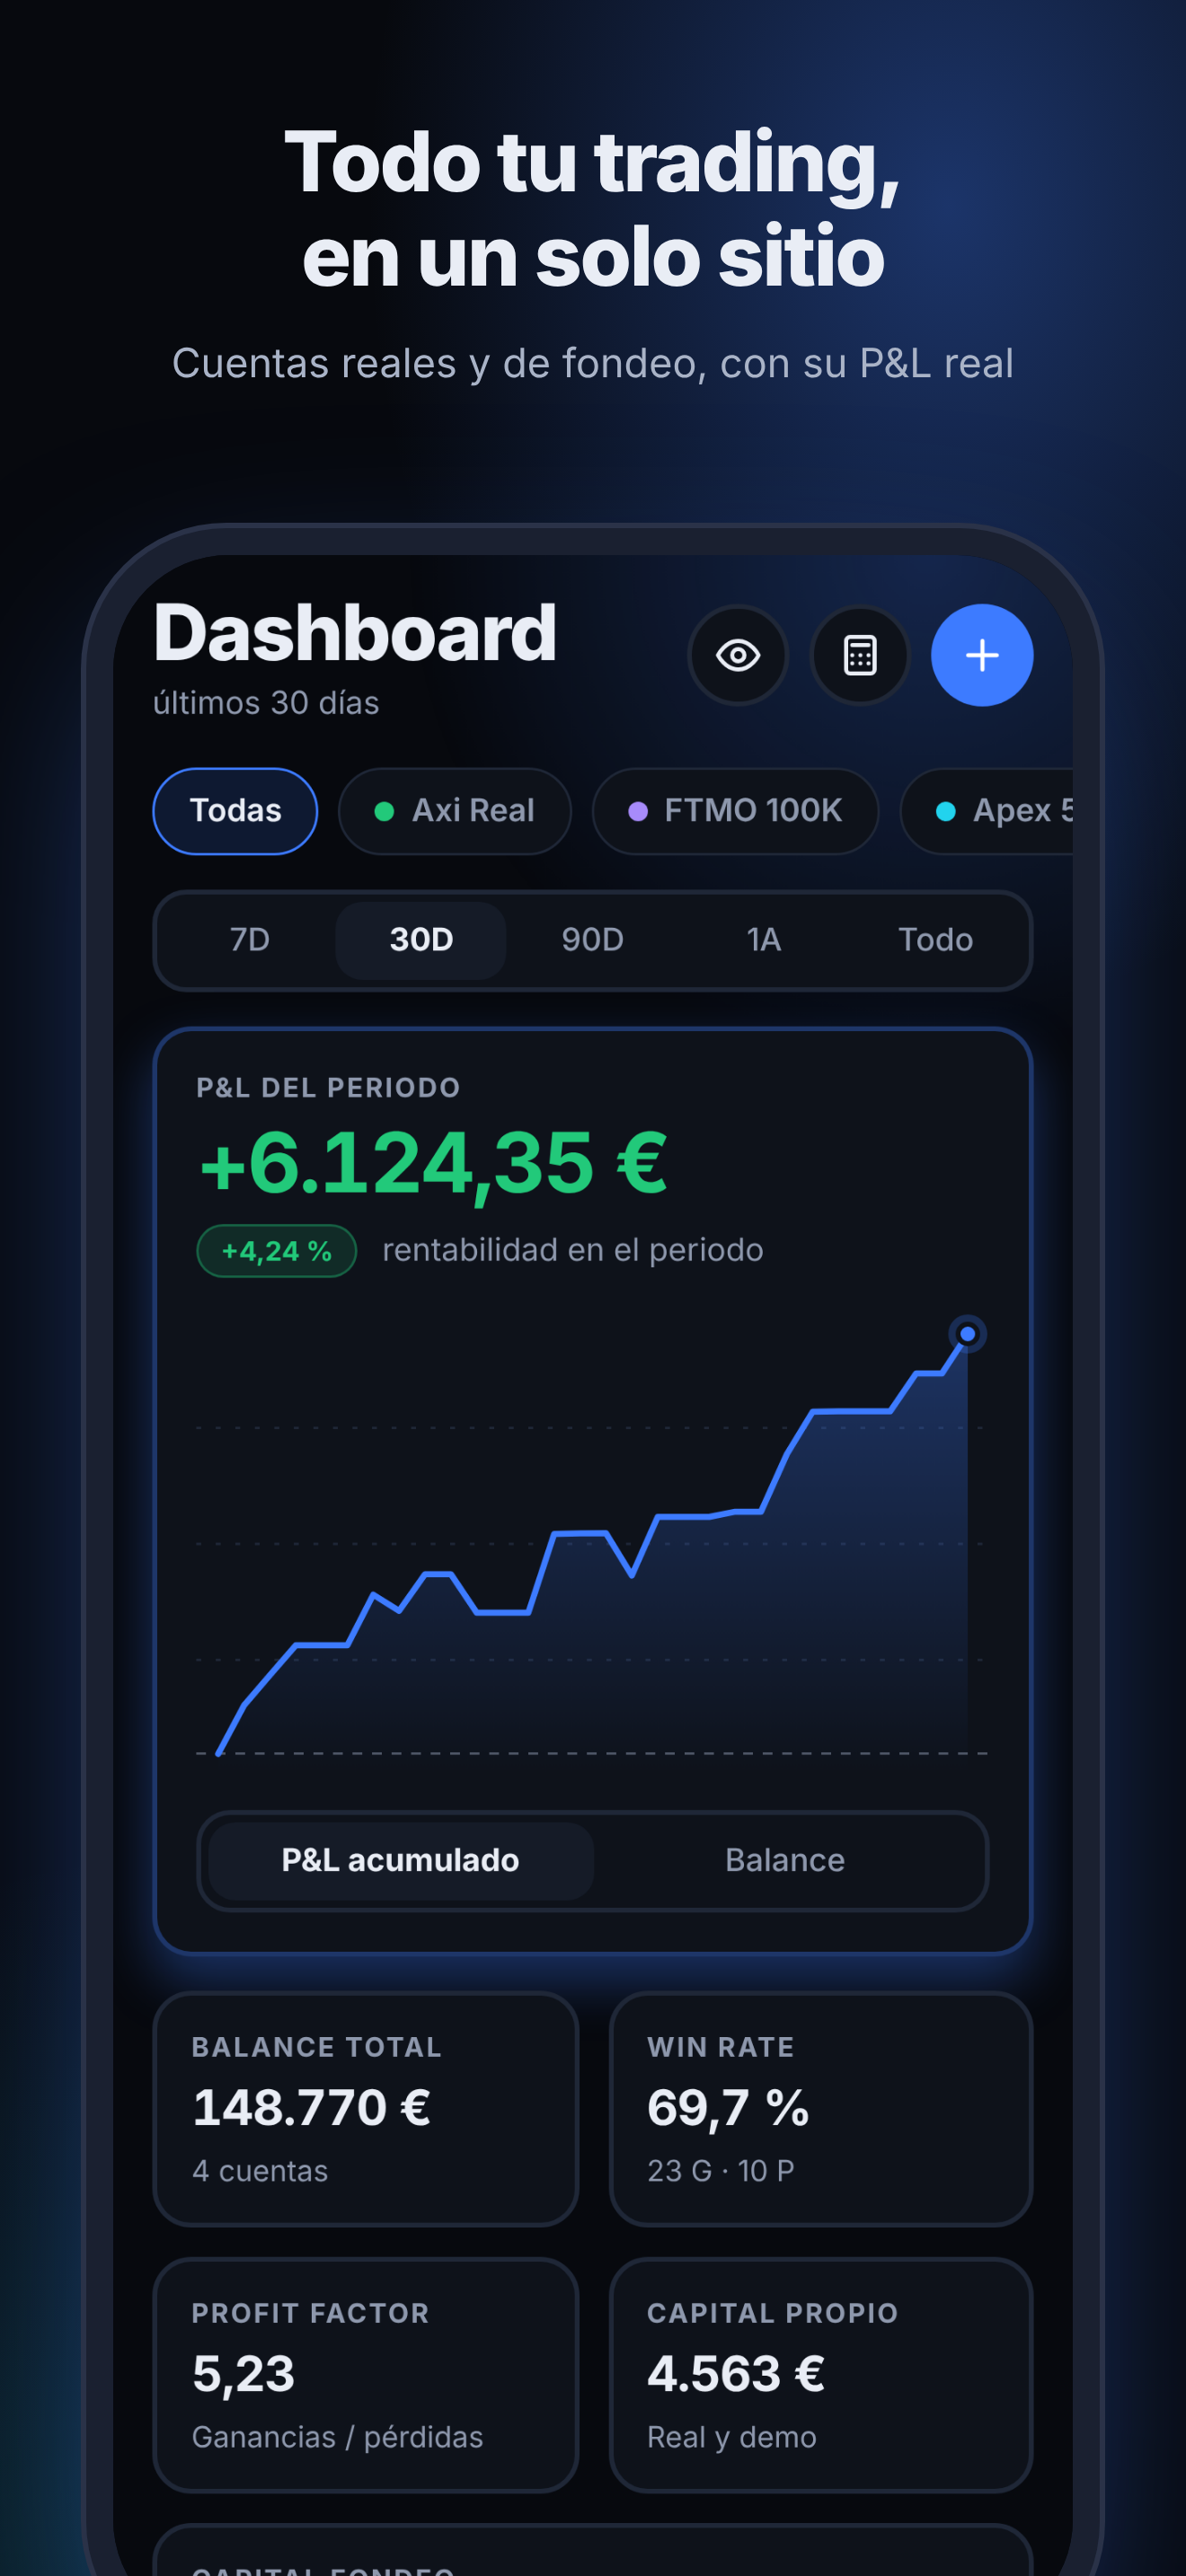 Todo tu trading,
en un solo sitio
Cuentas reales y de fondeo, con su P&L real
Dashboard
últimos 30 días
Todas
Axi Real
FTMO 100K
Apex 5
7D
30D
90D
1A
Todo
P&L DEL PERIODO
+6.124,35 €
+4,24 % rentabilidad en el periodo
P&L acumulado
Balance
BALANCE TOTAL
148.770 €
4 cuentas
WIN RATE
69,7 %
23 G · 10 P
PROFIT FACTOR
5,23
Ganancias / pérdidas
CAPITAL PROPIO
4.563 €
Real y demo
CAPITAL FONDEO